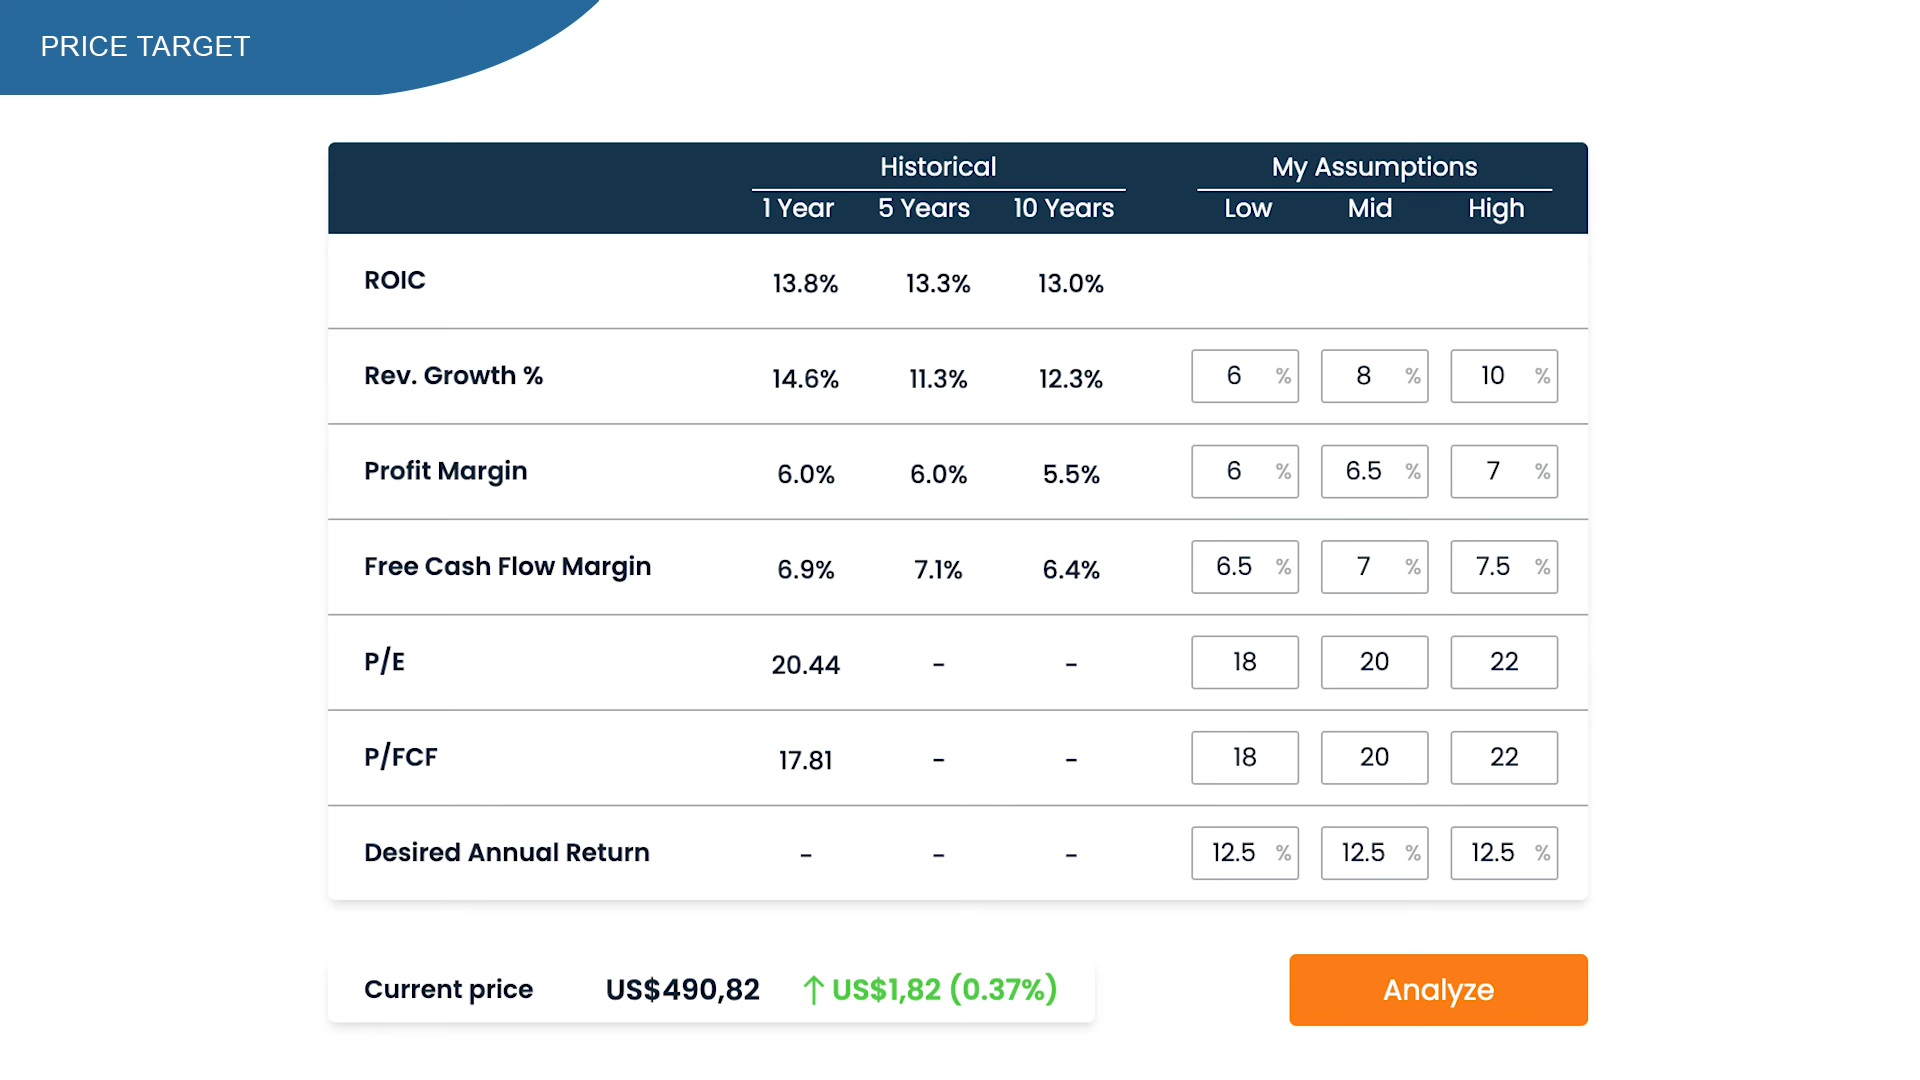 PRICE TARGET
Historical My Assumptions
1 Year 5 Years 10 Years Low Mid High
ROIC 13.8% 13.3% 13.0%
Rev. Growth % 14.6% 11.3% 12.3% 6 % 8 % 10 %
Profit Margin 6.0% 6.0% 5.5% 6 % 6.5 % 7 %
Free Cash Flow Margin 6.9% 7.1% 6.4% 6.5 % 7 % 7.5 %
P/E 20.44 - - 18 20 22
P/FCF 17.81 - - 18 20 22
Desired Annual Return - - - 12.5 % 12.5 % 12.5 %
Current price US$490,82 ↑ US$1,82 (0.37%) Analyze